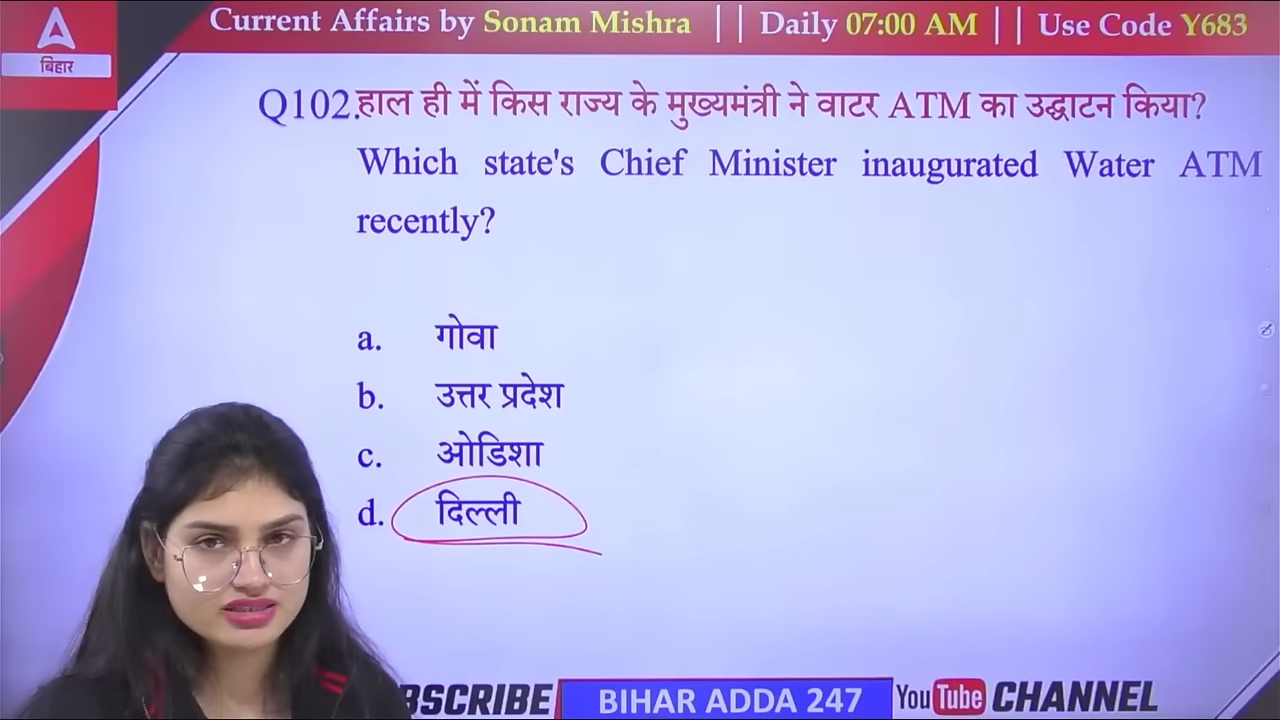 Current Affairs by Sonam Mishra || Daily 07:00 AM || Use Code Y683
बिहार
Q102.हाल ही में किस राज्य के मुख्यमंत्री ने वाटर ATM का उद्घाटन किया?
Which state's Chief Minister inaugurated Water ATM
recently?
a. गोवा
b. उत्तर प्रदेश
c. ओडिशा
d. दिल्ली
BSCRIBE BIHAR ADDA 247 YouTube CHANNEL